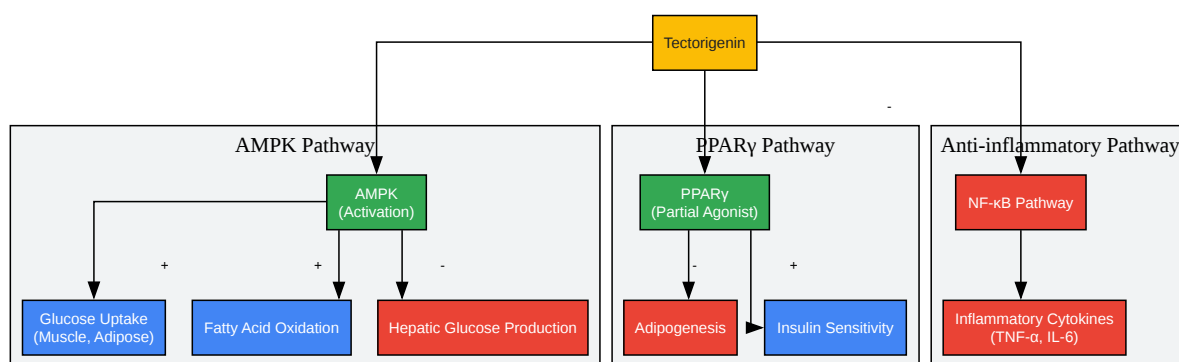 Tectorigenin
-
AMPK Pathway
PPARγ Pathway
Anti-inflammatory Pathway
AMPK
(Activation)
PPARγ
(Partial Agonist)
NF-κB Pathway
+
+
-
-
+
Glucose Uptake
(Muscle, Adipose)
Fatty Acid Oxidation
Hepatic Glucose Production
Adipogenesis
Insulin Sensitivity
Inflammatory Cytokines
(TNF-α, IL-6)